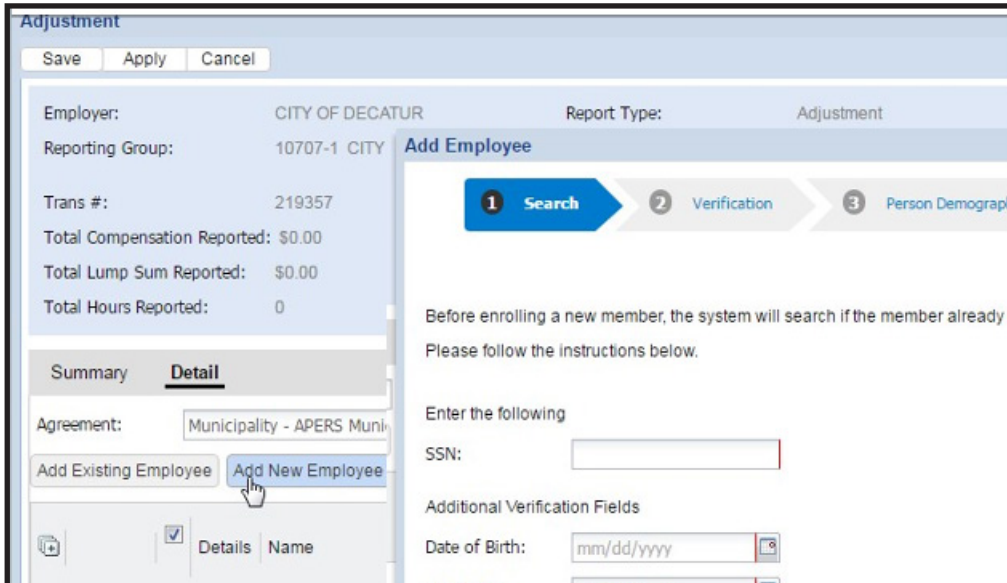 Adjustment
Save Apply Cancel
Employer: CITY OF DECATUR Report Type: Adjustment
Reporting Group: 10707-1 CITY
Trans #: 219357
Total Compensation Reported: $0.00
Total Lump Sum Reported: $0.00
Total Hours Reported: 0
Summary Detail
Agreement: Municipality - APERS
Add Existing Employee Add New Employee
Details Name
Add Employee
1 Search 2 Verification 3 Person
Before enrolling a new member, the system will search if the member already
Please follow the instructions below.
Enter the following
SSN:
Additional Verification Fields
Date of Birth: mm/dd/yyyy